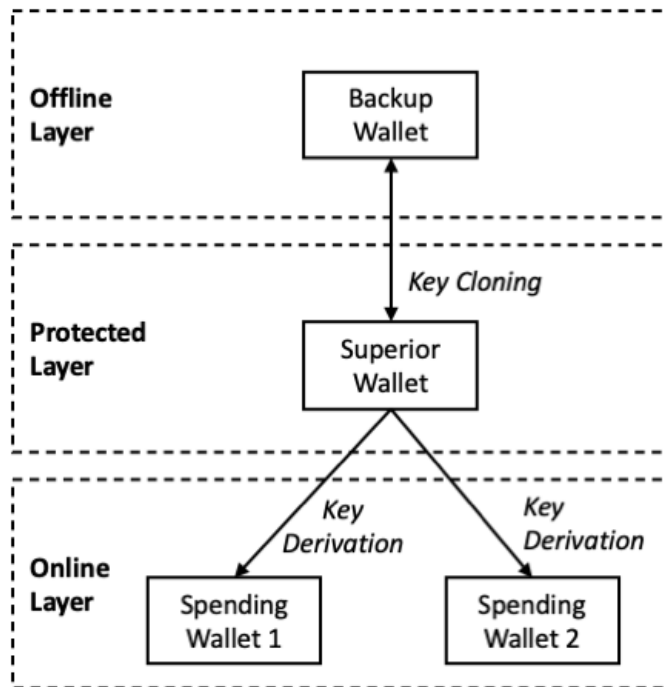 Offline
Layer
Backup
Wallet
Key Cloning
Protected
Layer
Superior
Wallet
Key
Derivation
Key
Derivation
Online
Layer
Spending
Wallet 1
Spending
Wallet 2